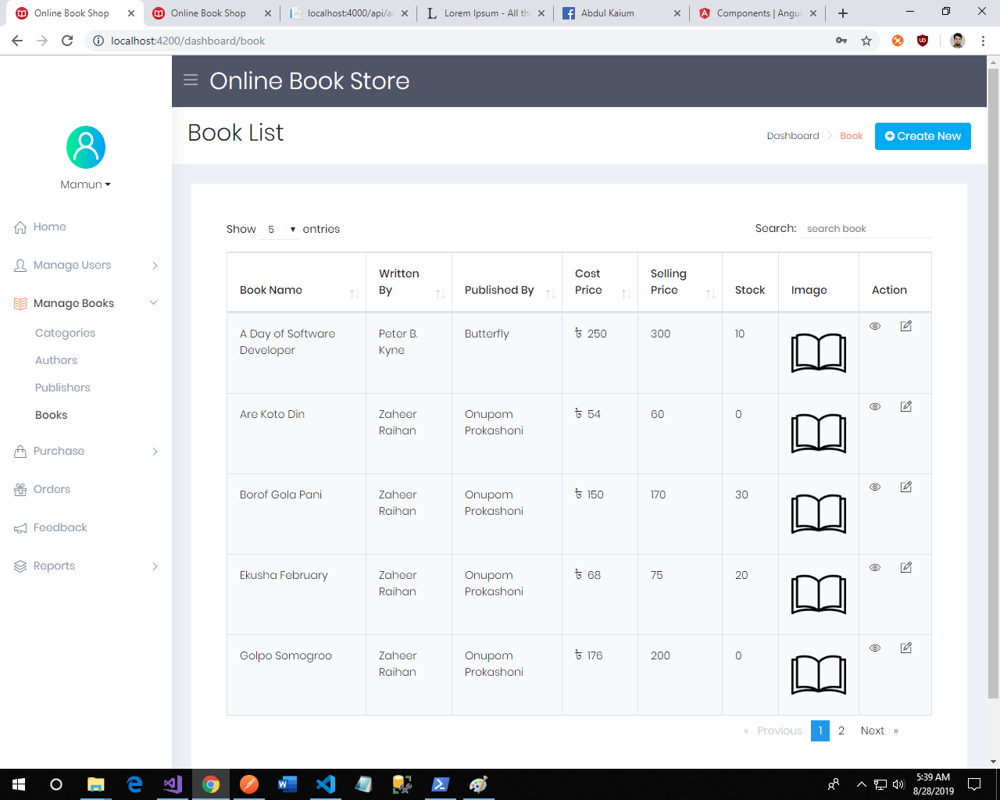 Online Book Shop
Online Book Shop
localhost:4000/api/a
Lorem Ipsum - All the
Abdul Kaium
Components | Angul
localhost:4200/dashboard/book
Online Book Store
Book List
Dashboard
Book
Create New
Mamun
Home
Manage Users
Manage Books
Categories
Authors
Publishers
Books
Purchase
Orders
Feedback
Reports
Show 5 entries
Search: search book
Book Name
Written By
Published By
Cost Price
Selling Price
Stock
Image
Action
A Day of Software Developer
Peter B. Kyne
Butterfly
৳ 250
300
10
Are Koto Din
Zaheer Raihan
Onupom Prokashoni
৳ 54
60
0
Borof Gola Pani
Zaheer Raihan
Onupom Prokashoni
৳ 150
170
30
Ekusha February
Zaheer Raihan
Onupom Prokashoni
৳ 68
75
20
Golpo Somogroo
Zaheer Raihan
Onupom Prokashoni
৳ 176
200
0
« Previous 1 2 Next »
5:39 AM
8/28/2019